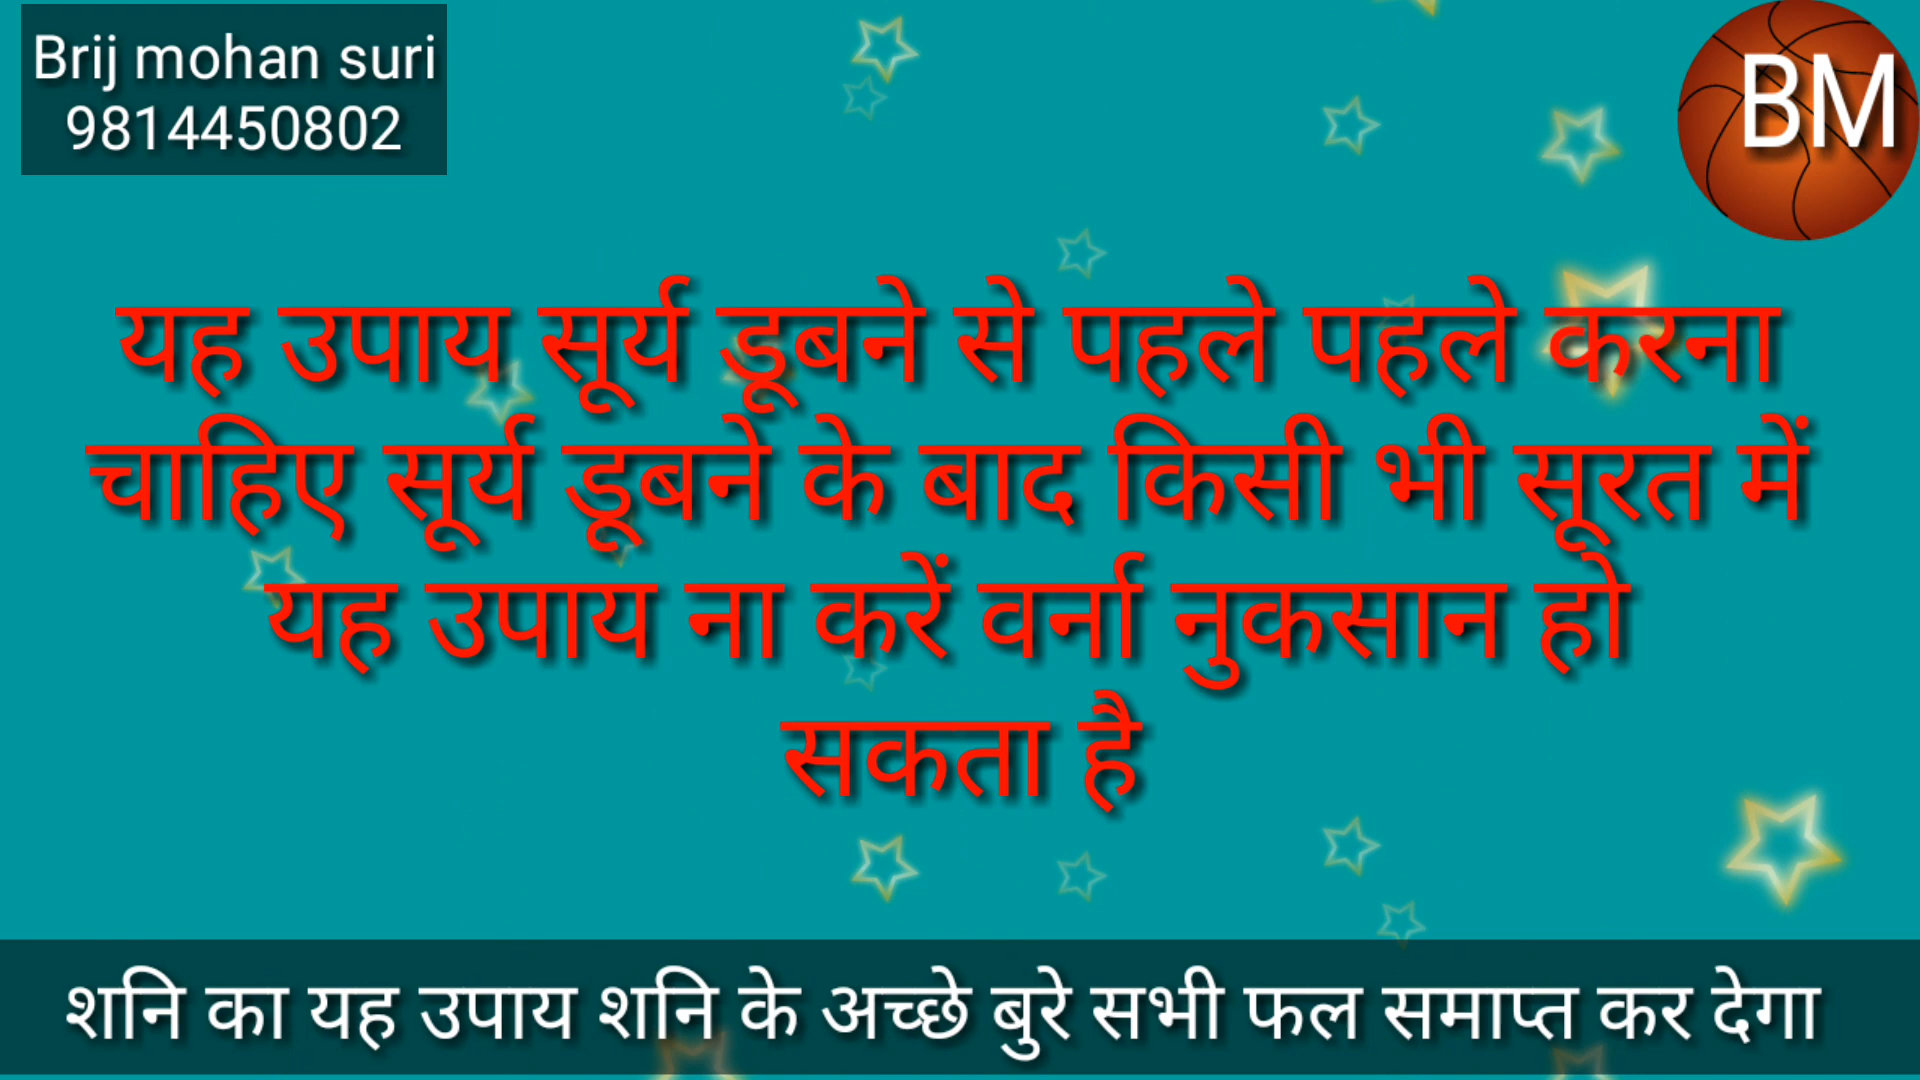 Brij mohan suri
9814450802
BM
यह उपाय सूर्य डूबने से पहले पहले करना
चाहिए सूर्य डूबने के बाद किसी भी सूरत में
यह उपाय ना करें वर्ना नुकसान हो
सकता है
शनि का यह उपाय शनि के अच्छे बुरे सभी फल समाप्त कर देगा